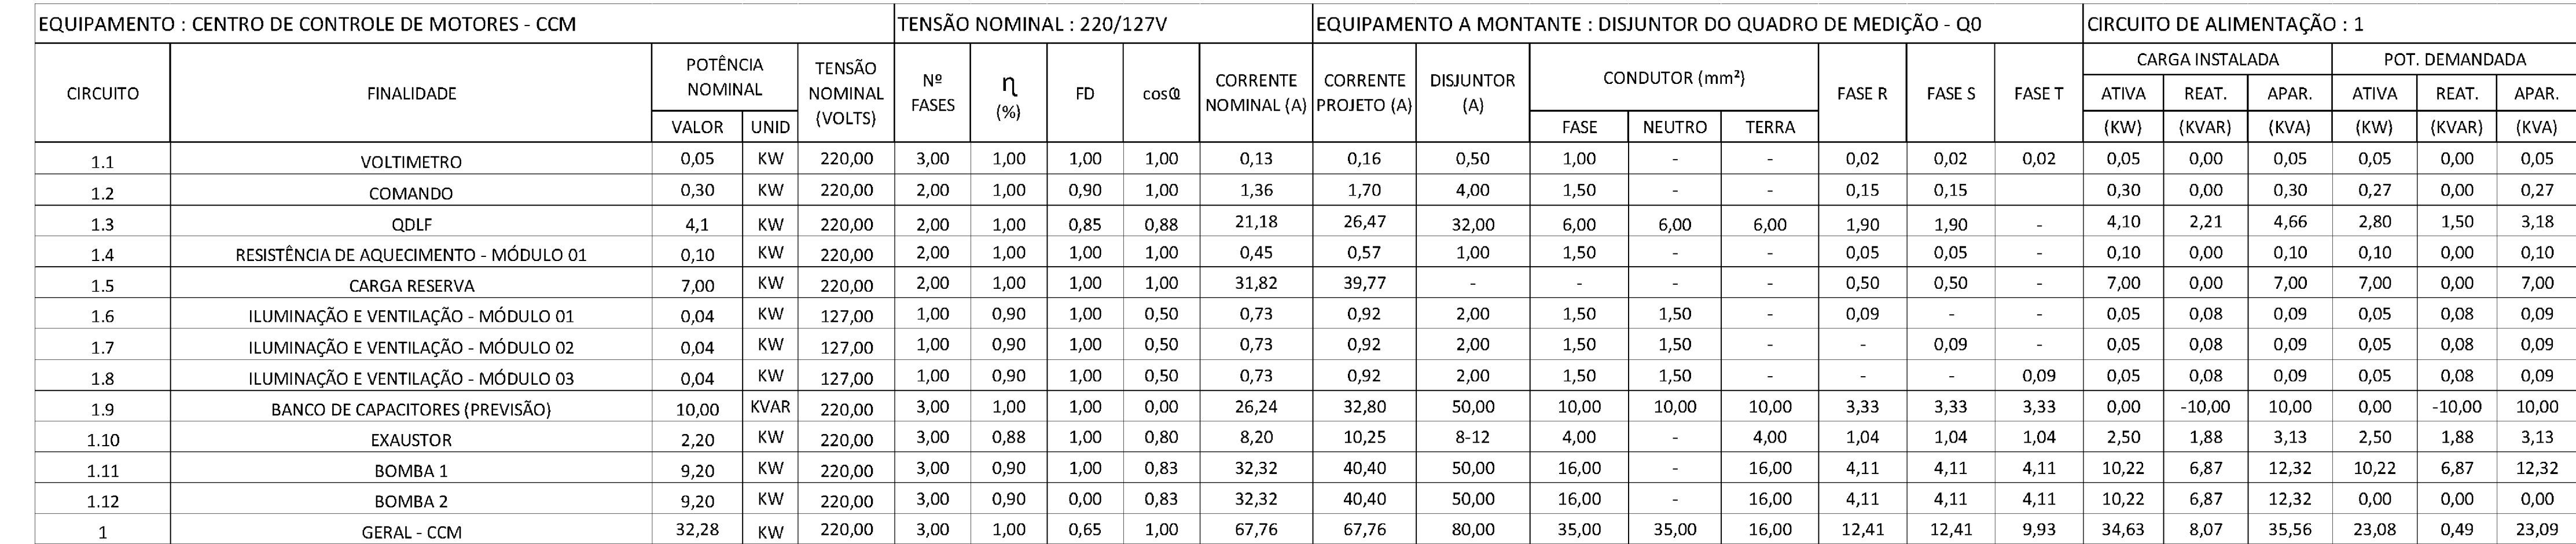 EQUIPAMENTO : CENTRO DE CONTROLE DE MOTORES - CCM TENSÃO NOMINAL : 220/127V EQUIPAMENTO A MONTANTE : DISJUNTOR DO QUADRO DE MEDIÇÃO - Q0 CIRCUITO DE ALIMENTAÇÃO : 1
CIRCUITO FINALIDADE POTÊNCIA NOMINAL TENSÃO NOMINAL (VOLTS) Nº FASES η (%) FD cosφ CORRENTE NOMINAL (A) CORRENTE PROJETO (A) DISJUNTOR (A) CONDUTOR (mm²) FASE R FASE S FASE T CARGA INSTALADA POT. DEMANDADA
ATIVA REAT. APAR. ATIVA REAT. APAR.
VALOR UNID FASE NEUTRO TERRA (KW) (KVAR) (KVA) (KW) (KVAR) (KVA)
1.1 VOLTIMETRO 0,05 KW 220,00 3,00 1,00 1,00 1,00 0,13 0,16 0,50 1,00 - - 0,02 0,02 0,02 0,05 0,00 0,05 0,05 0,00 0,05
1.2 COMANDO 0,30 KW 220,00 2,00 1,00 0,90 1,00 1,36 1,70 4,00 1,50 - - 0,15 0,15 0,30 0,00 0,30 0,27 0,00 0,27
1.3 QDLF 4,1 KW 220,00 2,00 1,00 0,85 0,88 21,18 26,47 32,00 6,00 6,00 6,00 1,90 1,90 - 4,10 2,21 4,66 2,80 1,50 3,18
1.4 RESISTÊNCIA DE AQUECIMENTO - MÓDULO 01 0,10 KW 220,00 2,00 1,00 1,00 1,00 0,45 0,57 1,00 1,50 - - 0,05 0,05 - 0,10 0,00 0,10 0,10 0,00 0,10
1.5 CARGA RESERVA 7,00 KW 220,00 2,00 1,00 1,00 1,00 31,82 39,77 - - - - 0,50 0,50 - 7,00 0,00 7,00 7,00 0,00 7,00
1.6 ILUMINAÇÃO E VENTILAÇÃO - MÓDULO 01 0,04 KW 127,00 1,00 0,90 1,00 0,50 0,73 0,92 2,00 1,50 1,50 - 0,09 - - 0,05 0,08 0,09 0,05 0,08 0,09
1.7 ILUMINAÇÃO E VENTILAÇÃO - MÓDULO 02 0,04 KW 127,00 1,00 0,90 1,00 0,50 0,73 0,92 2,00 1,50 1,50 - - 0,09 - 0,05 0,08 0,09 0,05 0,08 0,09
1.8 ILUMINAÇÃO E VENTILAÇÃO - MÓDULO 03 0,04 KW 127,00 1,00 0,90 1,00 0,50 0,73 0,92 2,00 1,50 1,50 - - - 0,09 0,05 0,08 0,09 0,05 0,08 0,09
1.9 BANCO DE CAPACITORES (PREVISÃO) 10,00 KVAR 220,00 3,00 1,00 1,00 0,00 26,24 32,80 50,00 10,00 10,00 10,00 3,33 3,33 3,33 0,00 -10,00 10,00 0,00 -10,00 10,00
1.10 EXAUSTOR 2,20 KW 220,00 3,00 0,88 1,00 0,80 8,20 10,25 8-12 4,00 - 4,00 1,04 1,04 1,04 2,50 1,88 3,13 2,50 1,88 3,13
1.11 BOMBA 1 9,20 KW 220,00 3,00 0,90 1,00 0,83 32,32 40,40 50,00 16,00 - 16,00 4,11 4,11 4,11 10,22 6,87 12,32 10,22 6,87 12,32
1.12 BOMBA 2 9,20 KW 220,00 3,00 0,90 0,00 0,83 32,32 40,40 50,00 16,00 - 16,00 4,11 4,11 4,11 10,22 6,87 12,32 0,00 0,00 0,00
1 GERAL - CCM 32,28 KW 220,00 3,00 1,00 0,65 1,00 67,76 67,76 80,00 35,00 35,00 16,00 12,41 12,41 9,93 34,63 8,07 35,56 23,08 0,49 23,09